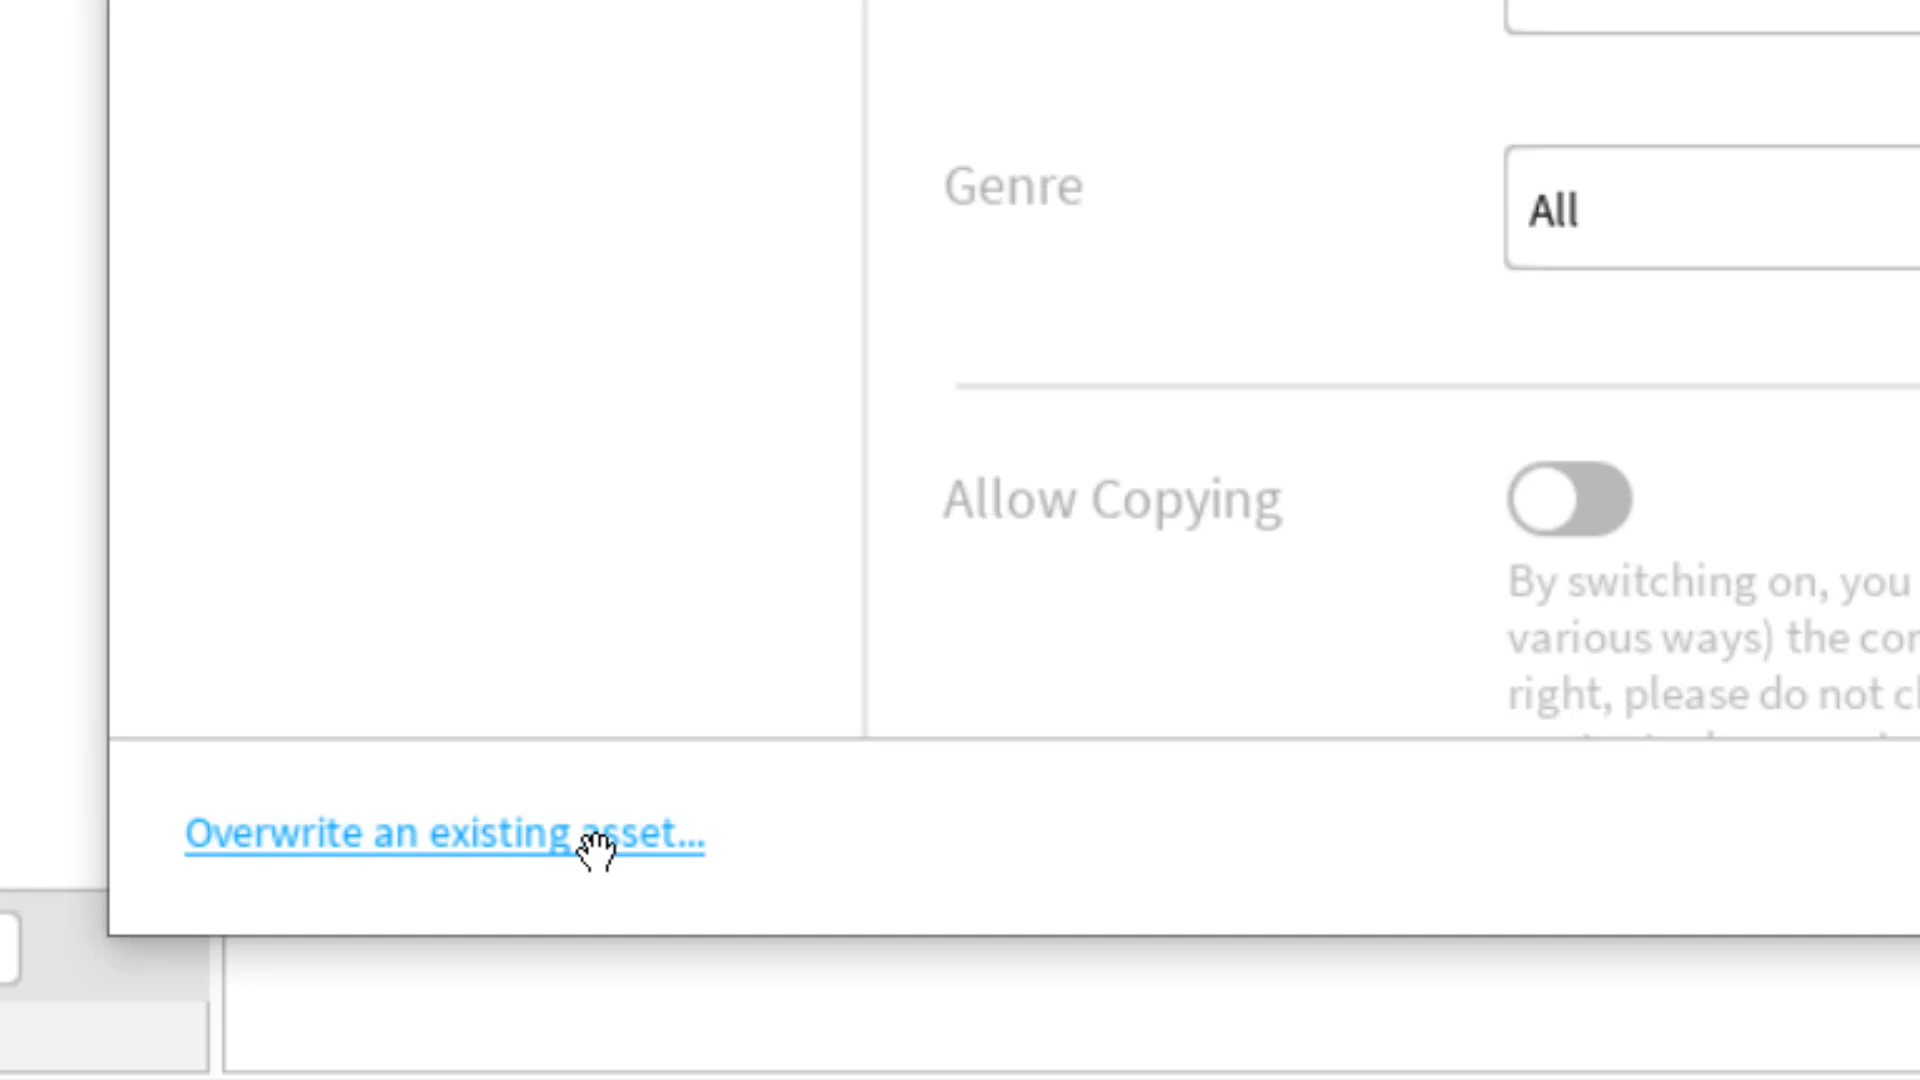 Genre
All
Allow Copying
By switching on, you
various ways) the
right, please do not
Overwrite an existing asset...